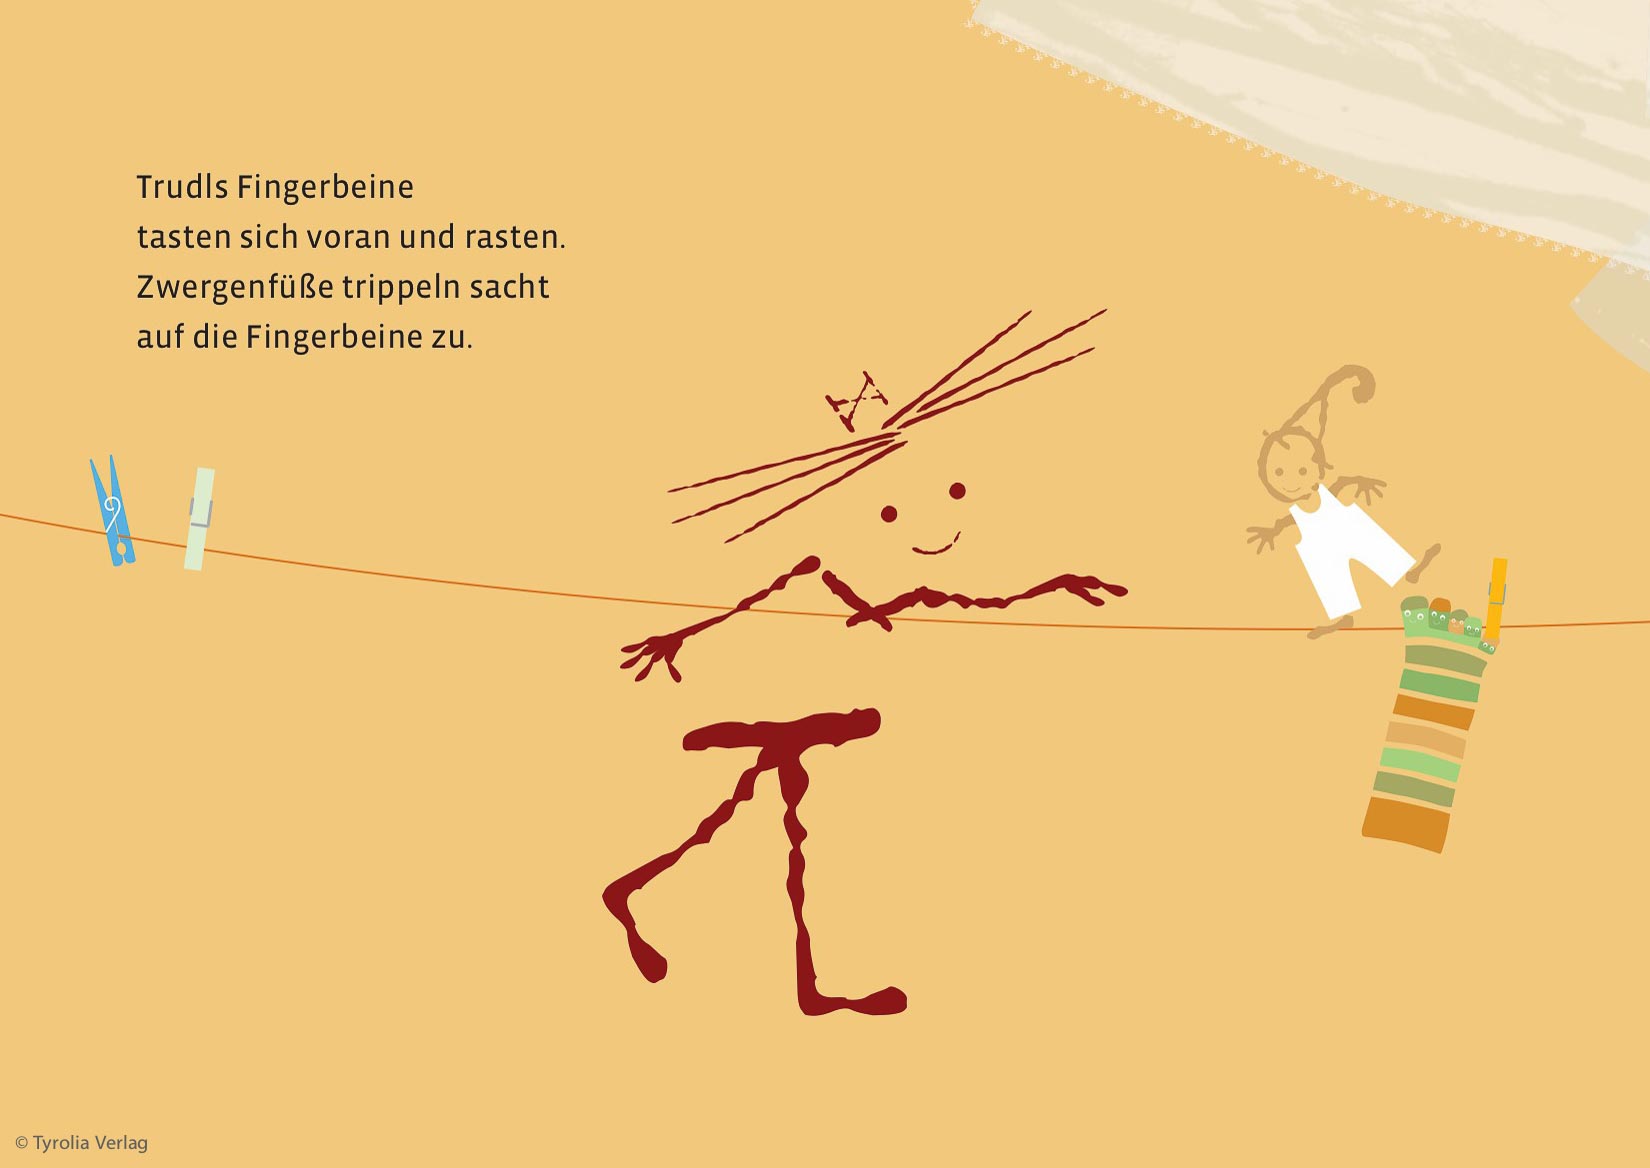 Trudls Fingerbeine
tasten sich voran und rasten.
Zwergenfüße trippeln sacht
auf die Fingerbeine zu.
© Tyrolia Verlag